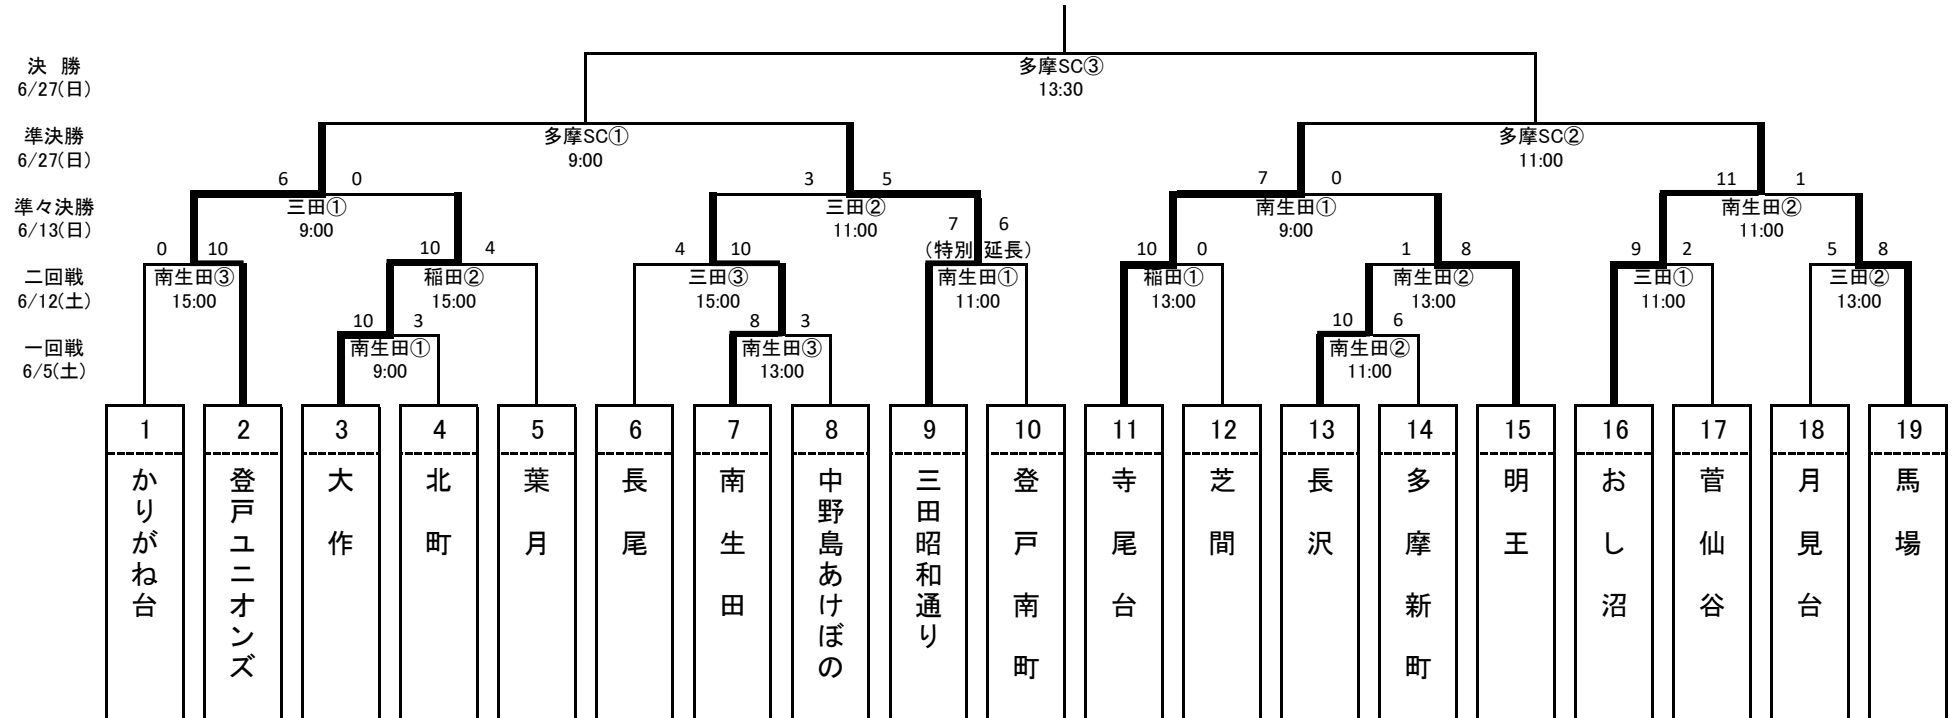 決 勝
6/27(日)
多摩SC③
13:30
準決勝
6/27(日)
多摩SC①
9:00
多摩SC②
11:00
6 0
3 5
7 0
11 1
準々決勝
6/13(日)
三田①
9:00
三田②
11:00
南生田①
9:00
南生田②
11:00
0 10
10 4
4 10
7 6
(特別 延長)
10 0
1 8
9 2
5 8
二回戦
6/12(土)
南生田③
15:00
稲田②
15:00
三田③
15:00
南生田①
11:00
稲田①
13:00
南生田②
13:00
三田①
11:00
三田②
13:00
10 3
8 3
10 6
一回戦
6/5(土)
南生田①
9:00
南生田③
13:00
南生田②
11:00
1
かりがね台
2
登戸ユニオンズ
3
大作
4
北町
5
葉月
6
長尾
7
南生田
8
中野島あけぼの
9
三田昭和通り
10
登戸南町
11
寺尾台
12
芝間
13
長沢
14
多摩新町
15
明王
16
おし沼
17
菅仙谷
18
月見台
19
馬場